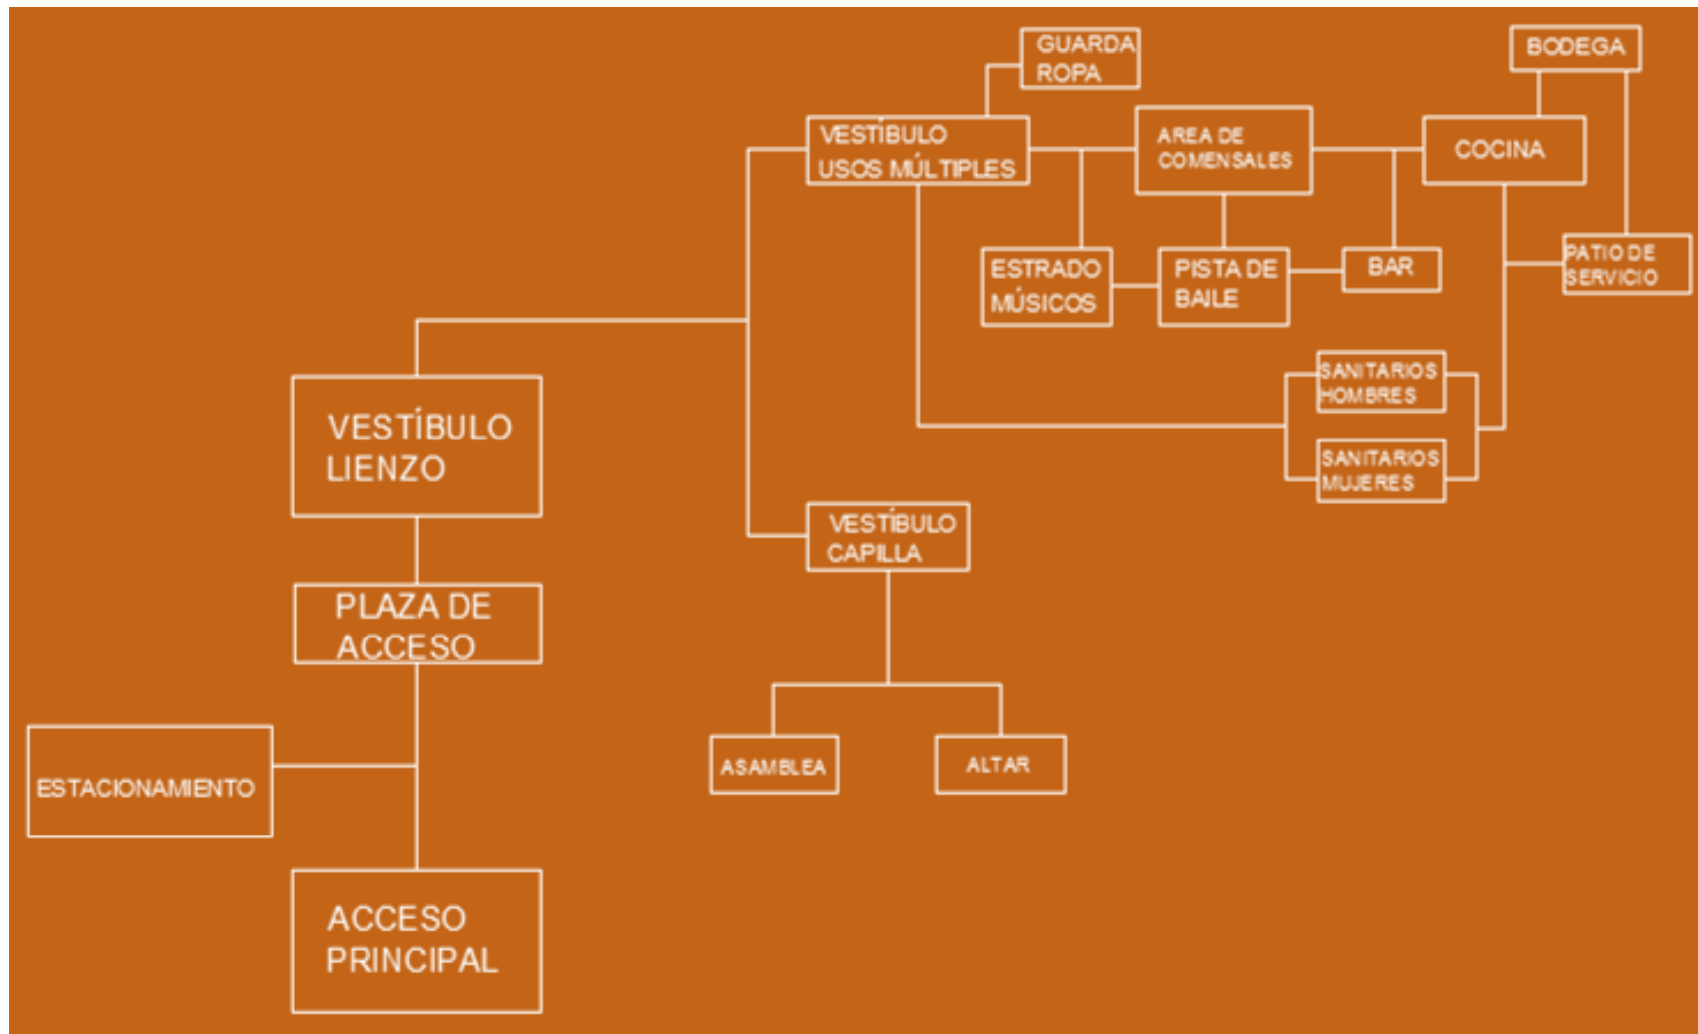 GUARDA
ROPA
BODEGA
VESTÍBULO
USOS MÚLTIPLES
AREA DE
COMENSALES
COCINA
ESTRADO
MÚSICOS
PISTA DE
BAILE
BAR
PATIO DE
SERVICIO
SANITARIOS
HOMBRES
SANITARIOS
MUJERES
VESTÍBULO
LIENZO
VESTÍBULO
CAPILLA
PLAZA DE
ACCESO
ASAMBLEA
ALTAR
ESTACIONAMIENTO
ACCESO
PRINCIPAL